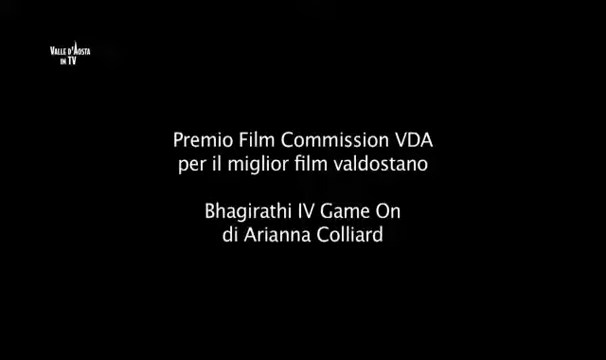 VALLE D'AOSTA
IN TV
Premio Film Commission VDA
per il miglior film valdostano
Bhagirathi IV Game On
di Arianna Colliard